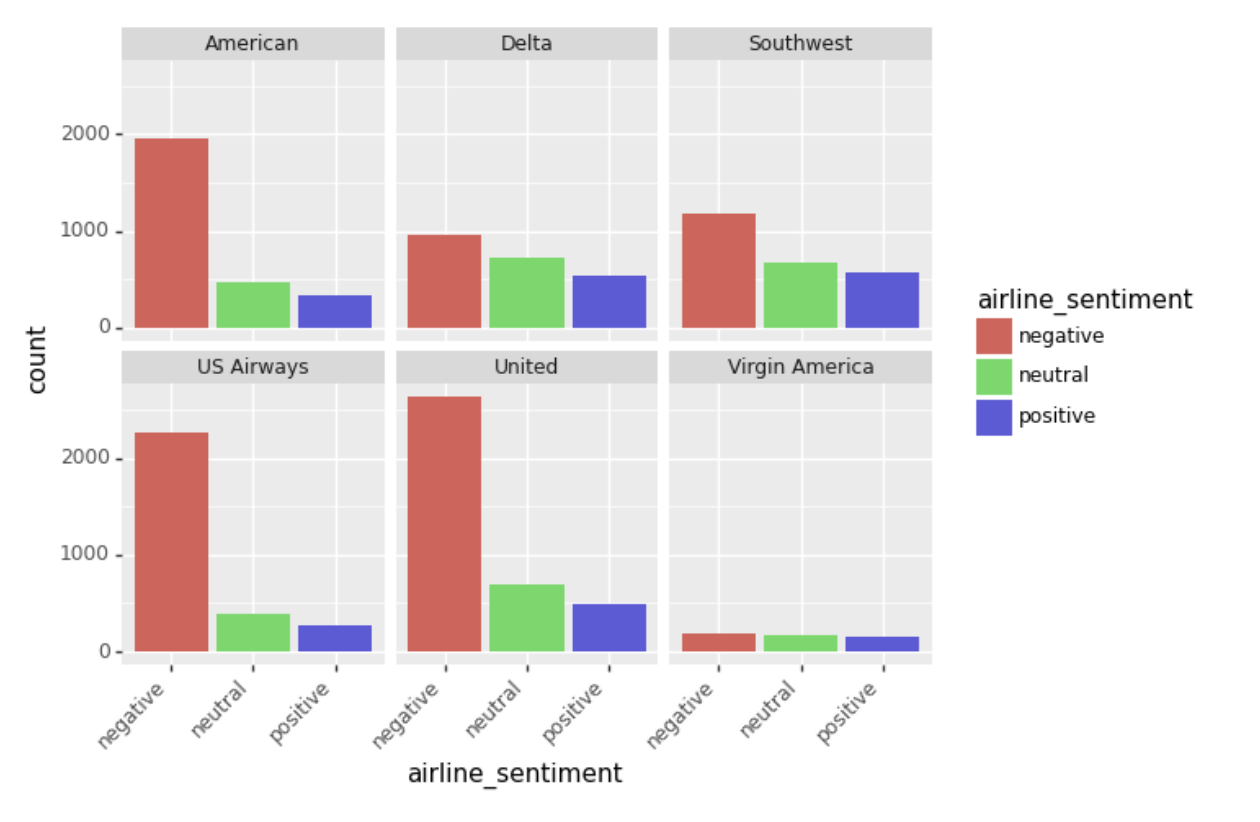 American Delta Southwest
2000
1000
0
US Airways United Virgin America
2000
1000
0
negative neutral positive negative neutral positive negative neutral positive
airline_sentiment
count
airline_sentiment
negative
neutral
positive